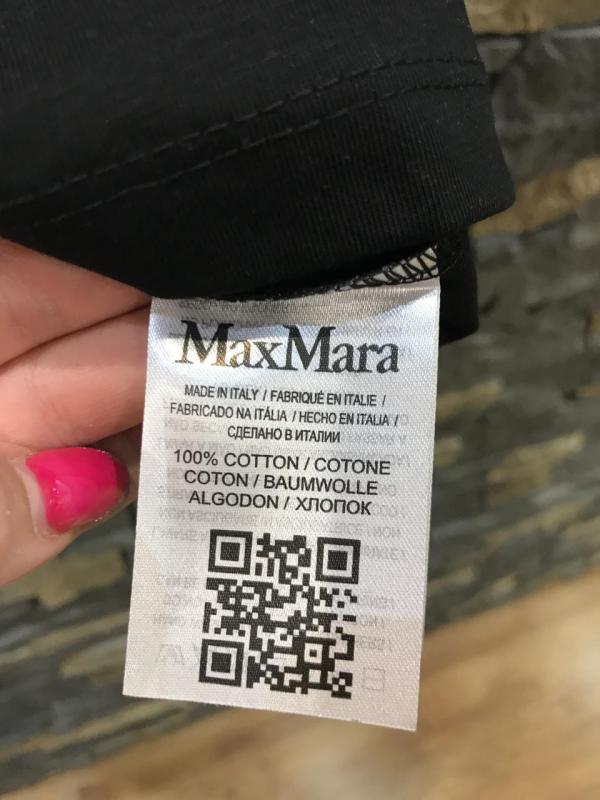 MaxMara
MADE IN ITALY / FABRIQUÉ EN ITALIE /
FABRICADO NA ITÁLIA / HECHO EN ITALIA /
СДЕЛАНО В ИТАЛИИ
100% COTTON / COTONE
COTON / BAUMWOLLE
ALGODON / ХЛОПОК